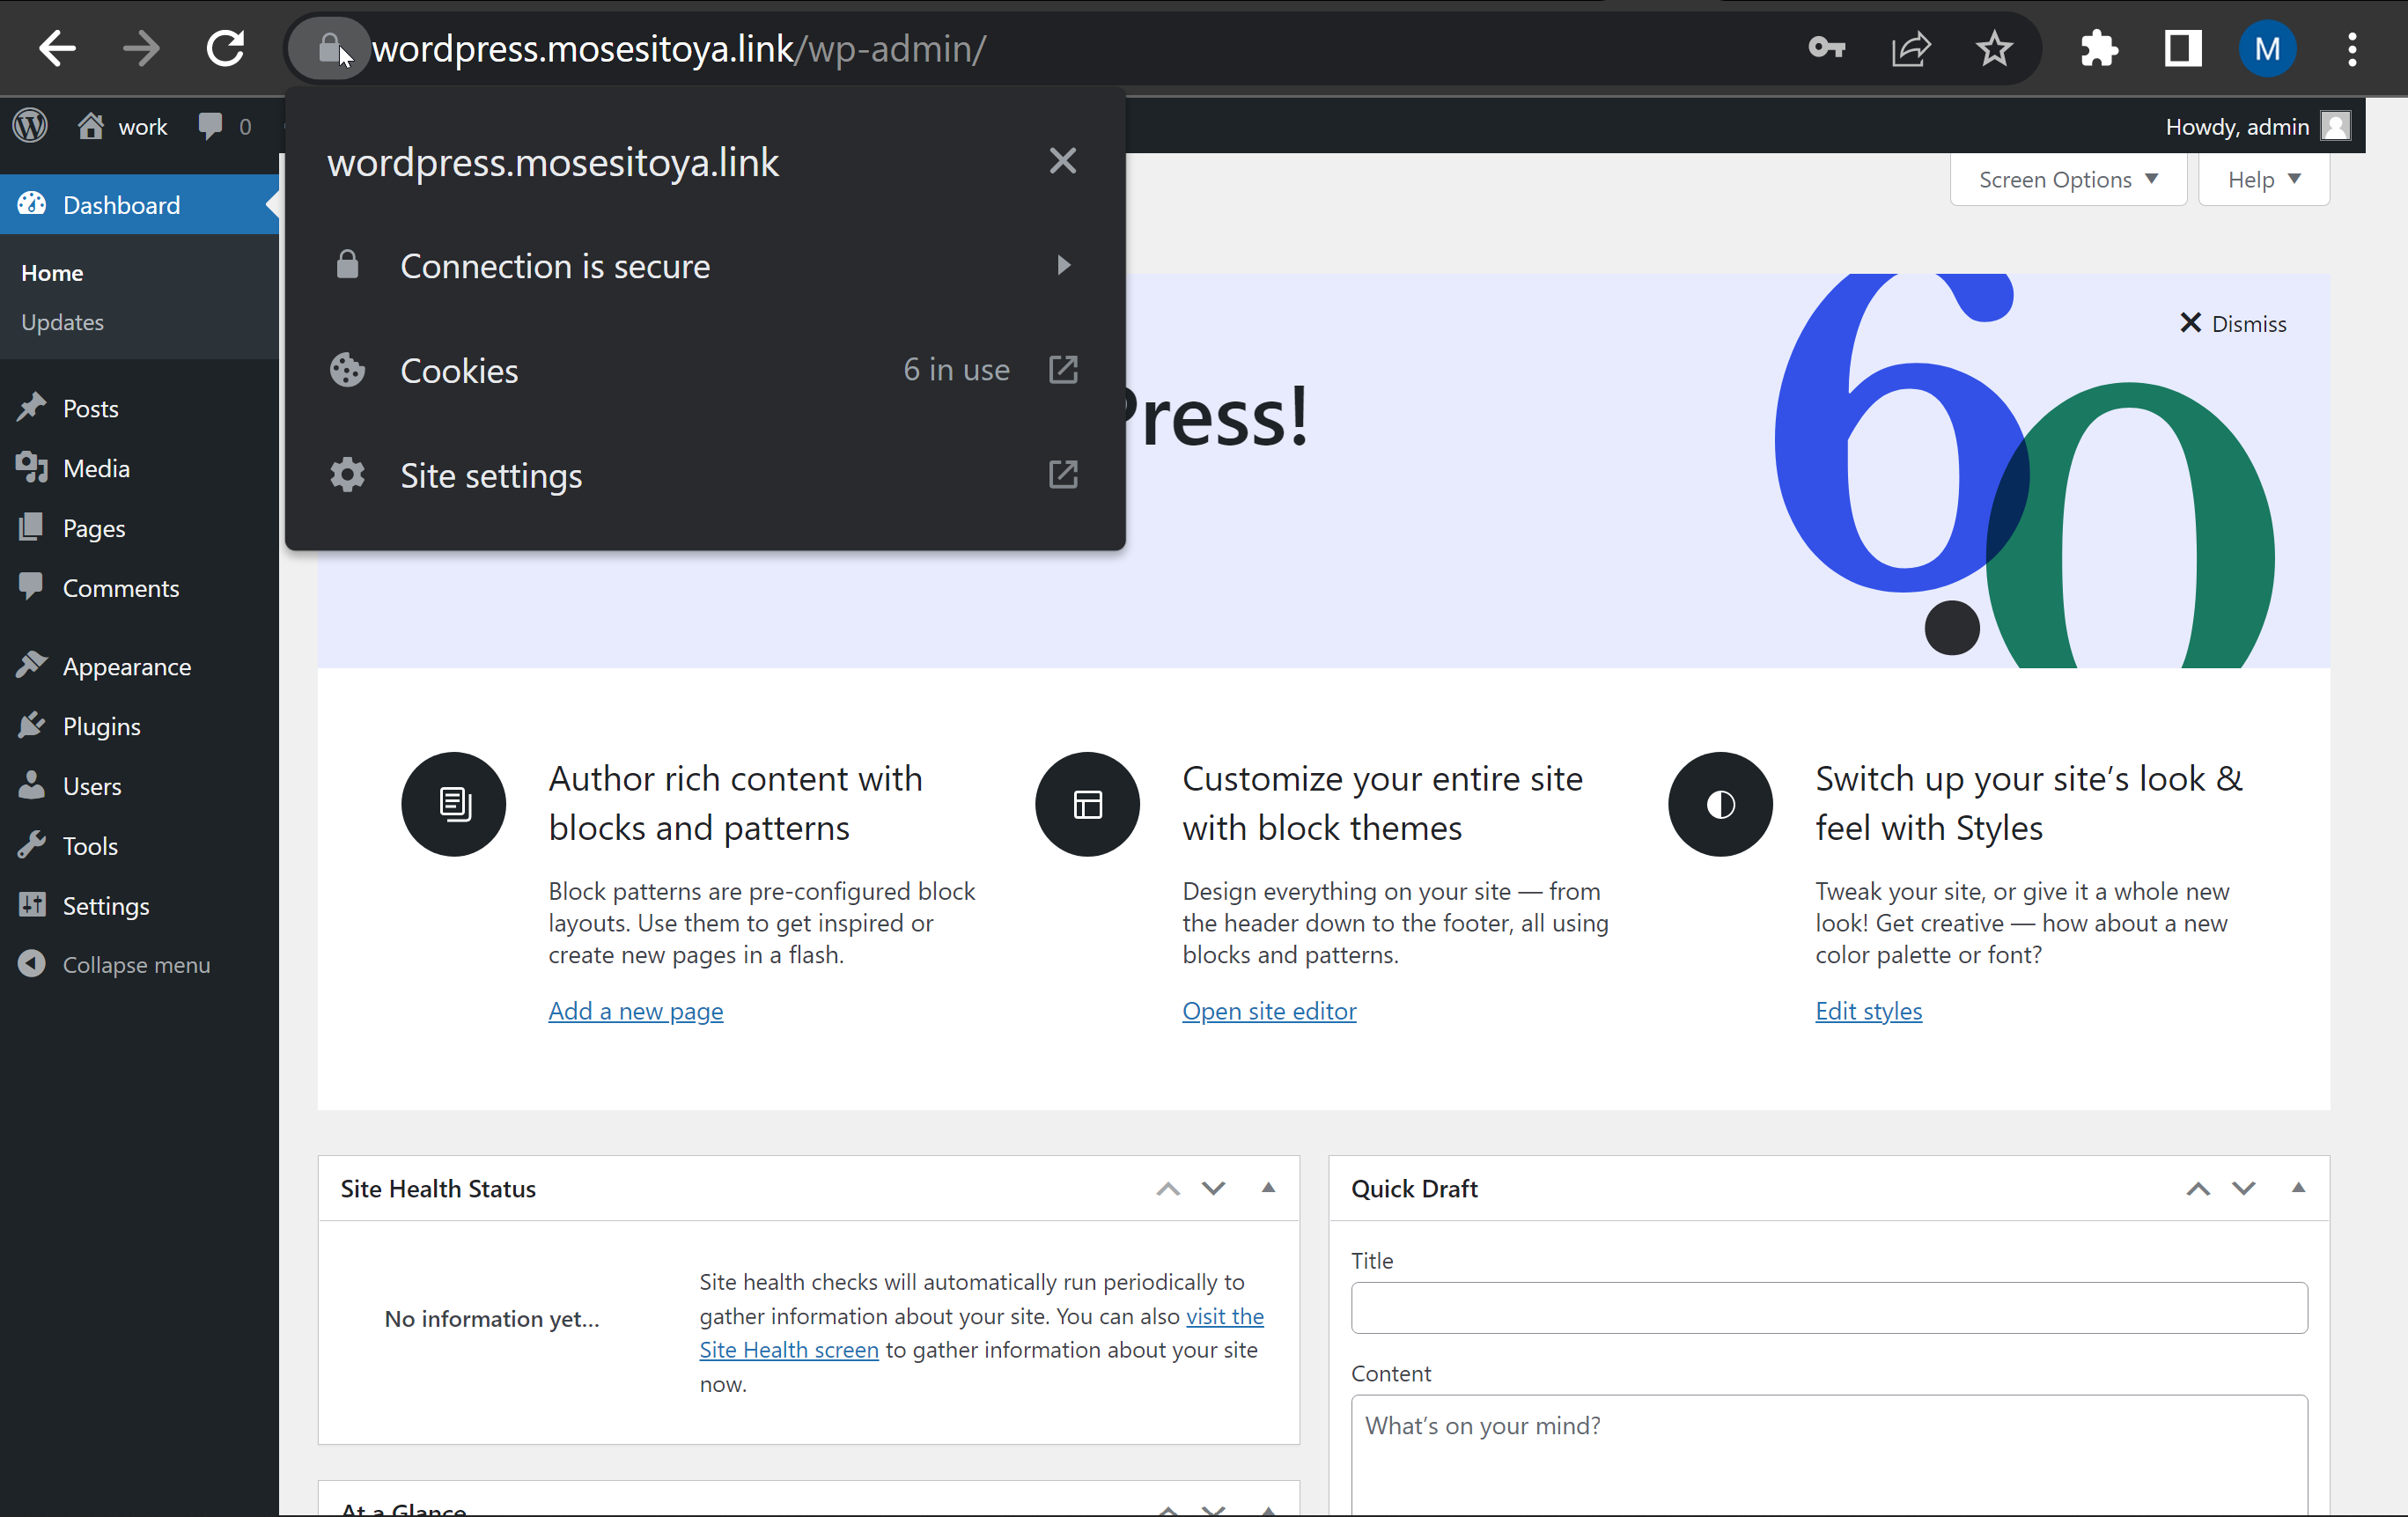 wordpress.mosesitoya.link/wp-admin/
M
work
0
Howdy, admin
wordpress.mosesitoya.link
Connection is secure
Cookies
6 in use
Site settings
Screen Options
Help
Dashboard
Home
Updates
Posts
Media
Pages
Comments
Appearance
Plugins
Users
Tools
Settings
Collapse menu
Dismiss
Press!
60
Author rich content with
blocks and patterns
Block patterns are pre-configured block
layouts. Use them to get inspired or
create new pages in a flash.
Add a new page
Customize your entire site
with block themes
Design everything on your site — from
the header down to the footer, all using
blocks and patterns.
Open site editor
Switch up your site's look &
feel with Styles
Tweak your site, or give it a whole new
look! Get creative — how about a new
color palette or font?
Edit styles
Site Health Status
No information yet...
Site health checks will automatically run periodically to
gather information about your site. You can also visit the
Site Health screen to gather information about your site
now.
Quick Draft
Title
Content
What's on your mind?
At a Glance